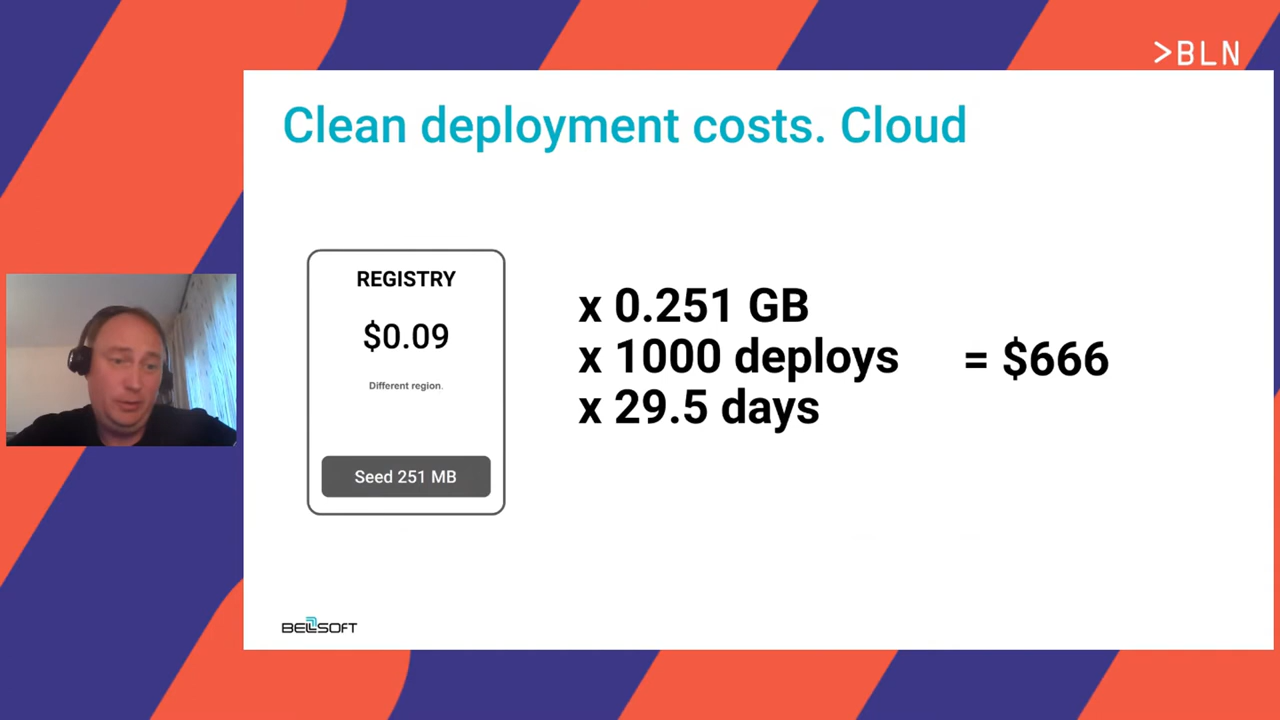 >BLN
Clean deployment costs. Cloud
REGISTRY
$0.09
Different region.
Seed 251 MB
x 0.251 GB
x 1000 deploys
x 29.5 days
= $666
BELLSOFT